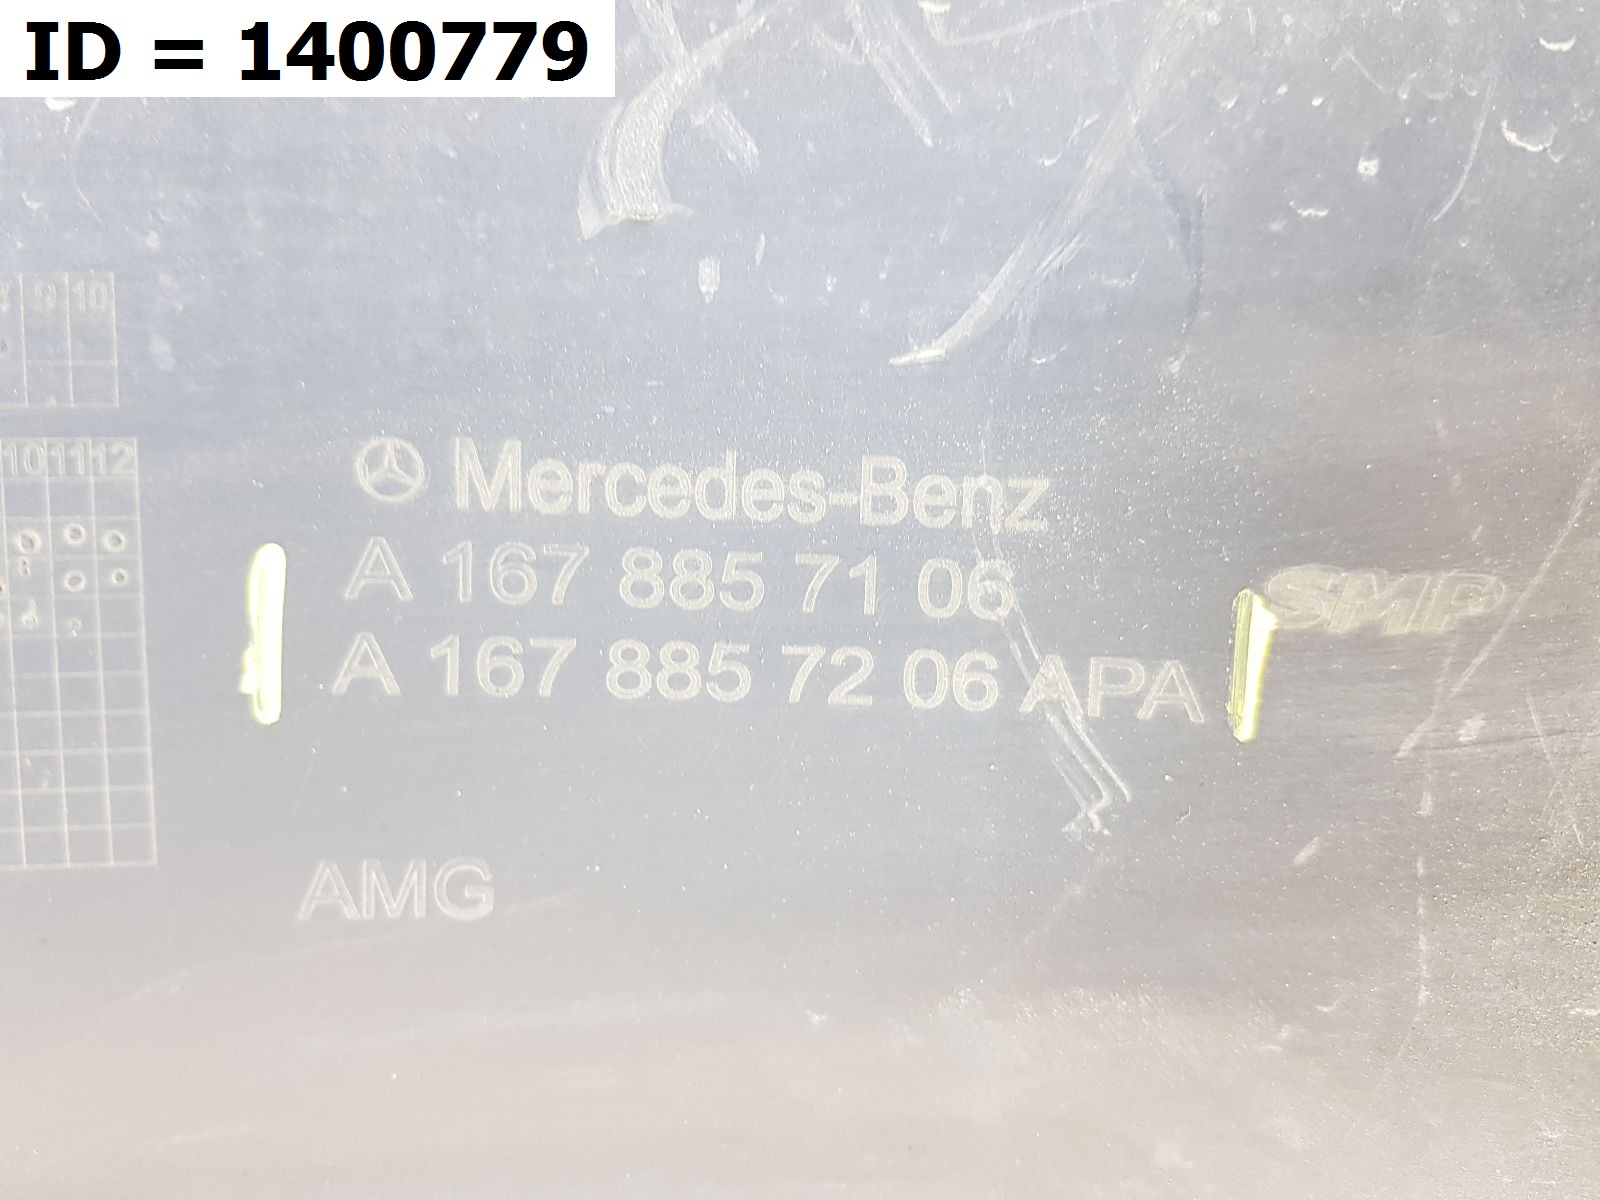 ID = 1400779
9 10
10 11 12
Mercedes-Benz
A 167 885 71 06
A 167 885 72 06 APA
SMP
AMG